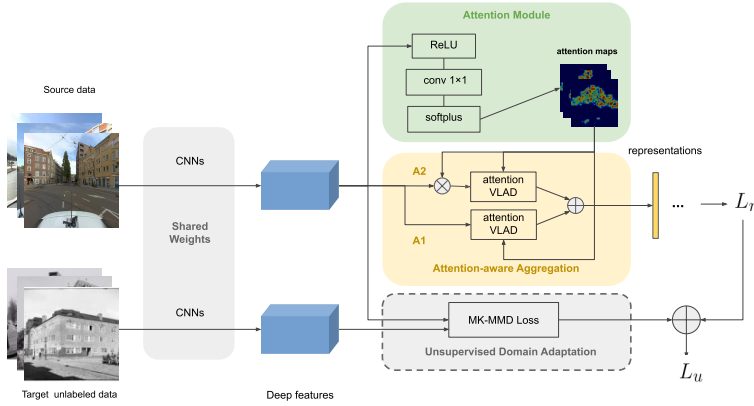 Attention Module
ReLU
conv 1×1
softplus
attention maps
Source data
CNNs
Shared
Weights
A2
attention
VLAD
attention
VLAD
A1
Attention-aware Aggregation
representations
...
CNNs
MK-MMD Loss
Unsupervised Domain Adaptation
L_u
Target unlabeled data
Deep features